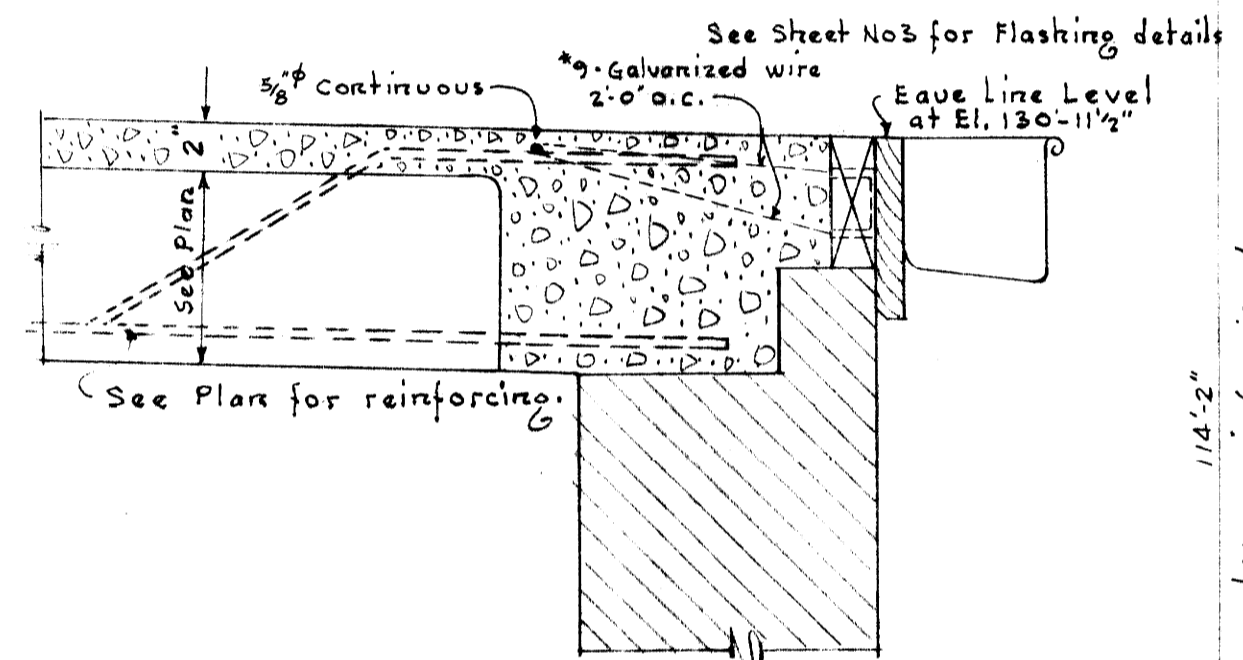 See Sheet No3 for Flashing details
5/8"ϕ Continuous
#9·Galvanized wire
2'-0" o.c.
Eave Line Level
at El. 130'-11½"
2"
See Plan
See Plan for reinforcing.
114'-2"